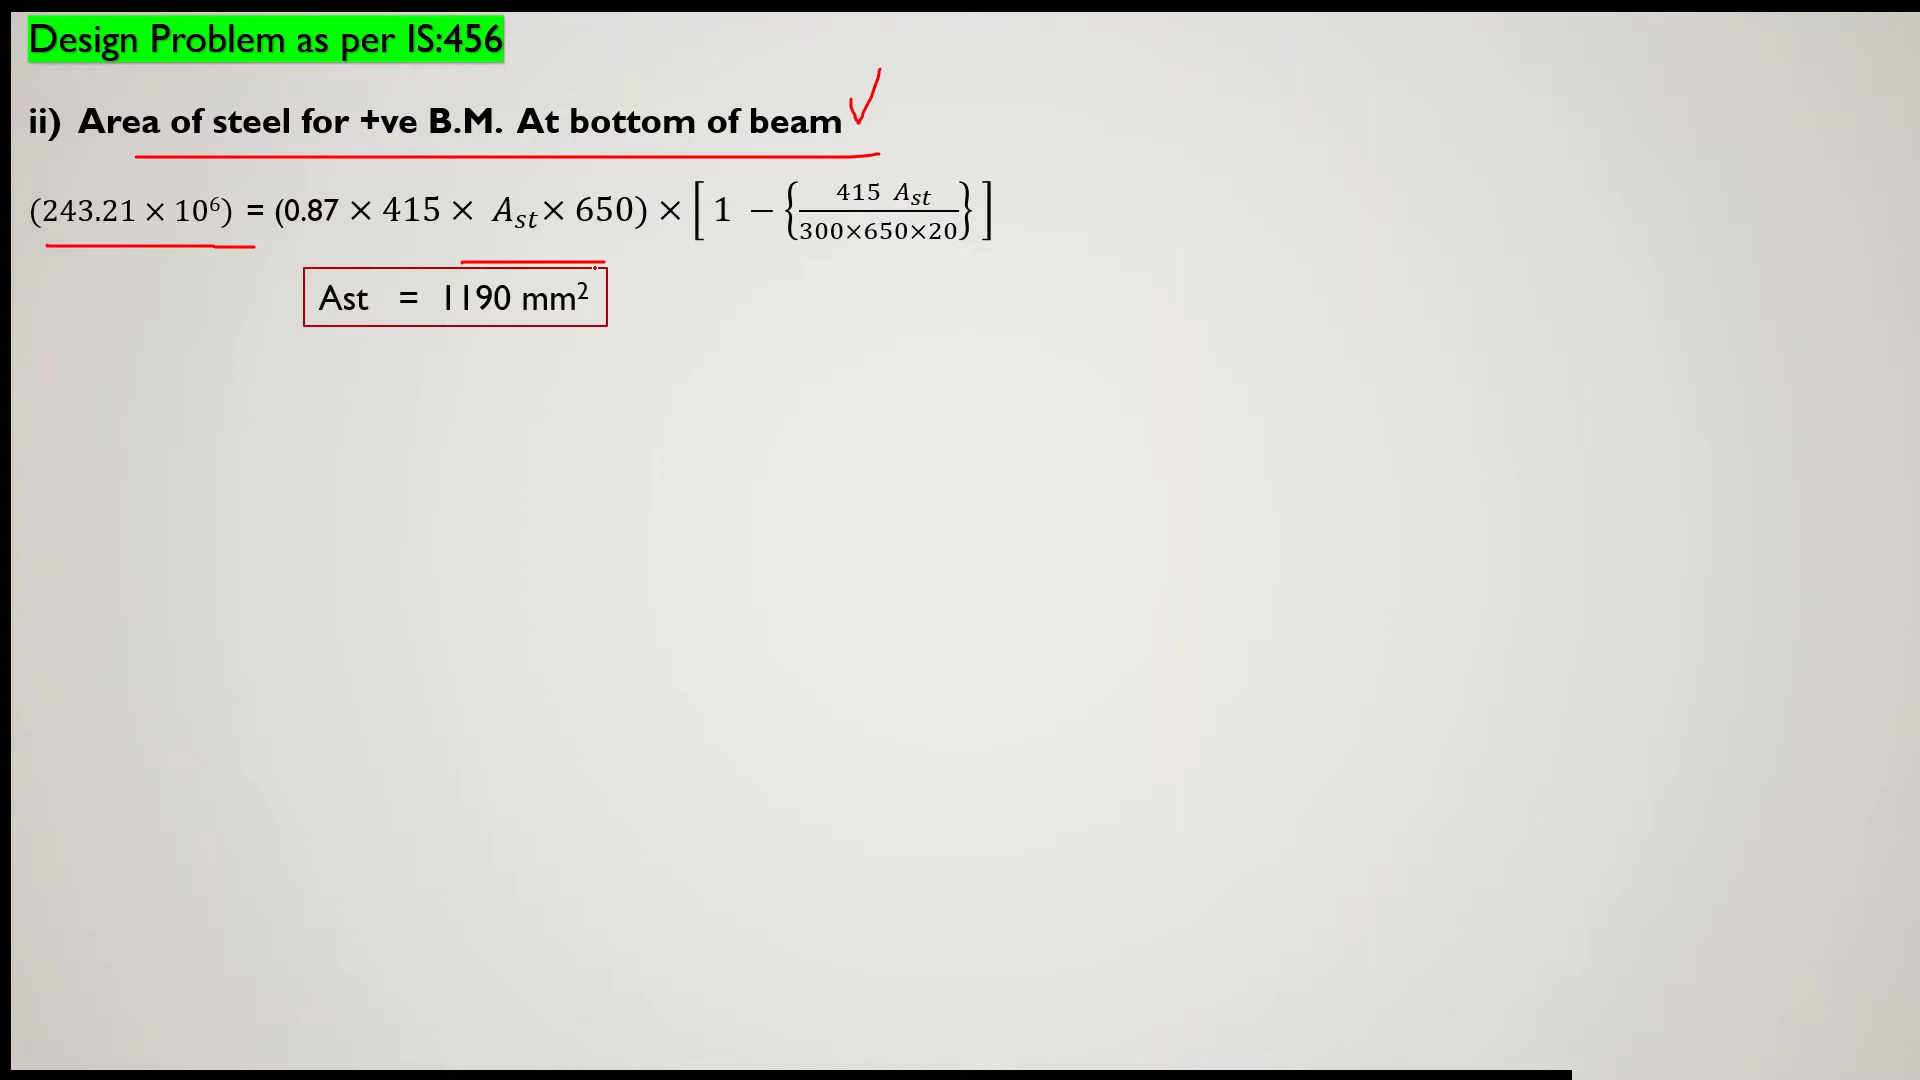 Design Problem as per IS:456
ii) Area of steel for +ve B.M. At bottom of beam
(243.21 × 10⁶) = (0.87 × 415 × A_st × 650) × [ 1 − {415 A_st / 300×650×20} ]
Ast = 1190 mm²